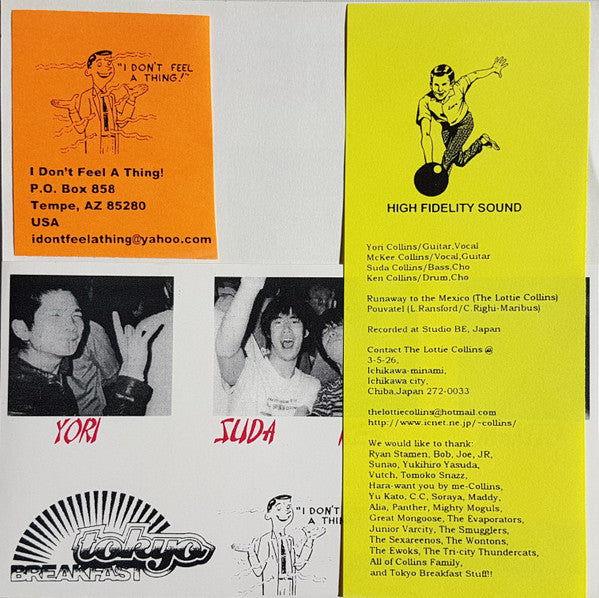 "I DON'T FEEL
A THING!"
I Don't Feel A Thing!
P.O. Box 858
Tempe, AZ 85280
USA
idontfeelathing@yahoo.com
HIGH FIDELITY SOUND
Yori Collins/Guitar,Vocal
McKee Collins/Vocal,Guitar
Suda Collins/Bass,Cho
Ken Collins/Drum,Cho
Runaway to the Mexico (The Lottie Collins)
Pouvatel (L.Ransford/C.Righi-Maribus)
Recorded at Studio BE, Japan
Contact The Lottie Collins @
3-5-26,
Ichikawa-minami,
Ichikawa city,
Chiba,Japan 272-0033
thelottiecollins@hotmail.com
http://www.icnet.ne.jp/~collins/
We would like to thank:
Ryan Stamen, Bob, Joe, JR,
Sunao, Yukihiro Yasuda,
Vutch, Tomoko Snazz,
Hara-want you by me-Collins,
Yu Kato, C.C, Soraya, Maddy,
Alia, Panther, Mighty Moguls,
Great Mongoose, The Evaporators,
Junior Varcity, The Smugglers,
The Sexareenos, The Wontons,
The Ewoks, The Tri-city Thundercats,
All of Collins Family,
and Tokyo Breakfast Stuff!!
YORI
SUDA
tokyo
BREAKFAST
"I DON'T
A THIN